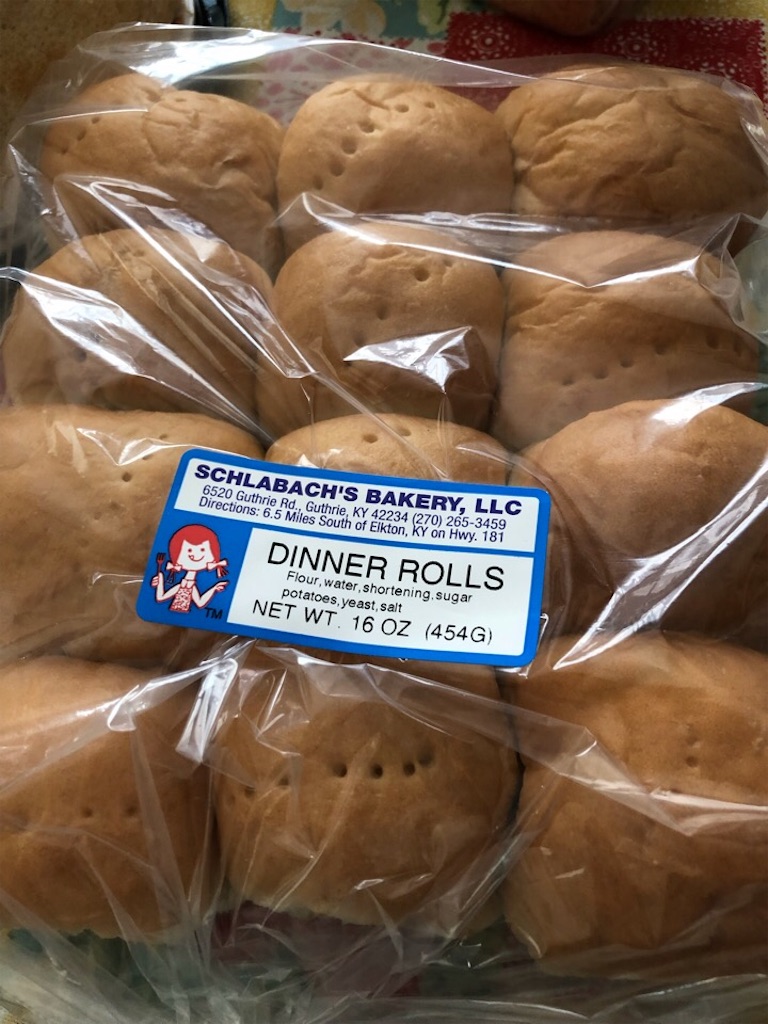 SCHLABACH'S BAKERY, LLC
6520 Guthrie Rd., Guthrie, KY 42234 (270) 265-3459
Directions: 6.5 Miles South of Elkton, KY on Hwy. 181
DINNER ROLLS
Flour,water,shortening,sugar
potatoes,yeast,salt
NET WT. 16 OZ (454G)
TM